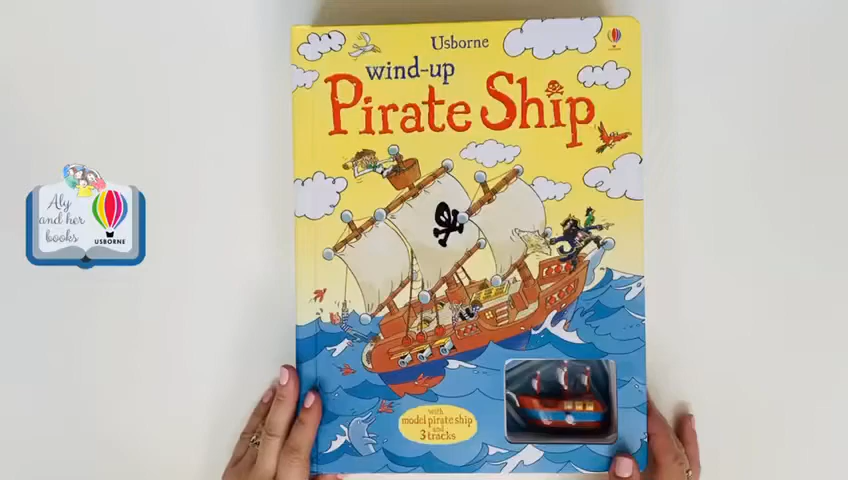 Usborne
wind-up
Pirate Ship
with
model pirate ship
and
3 tracks
Aly
and her
books
USBORNE